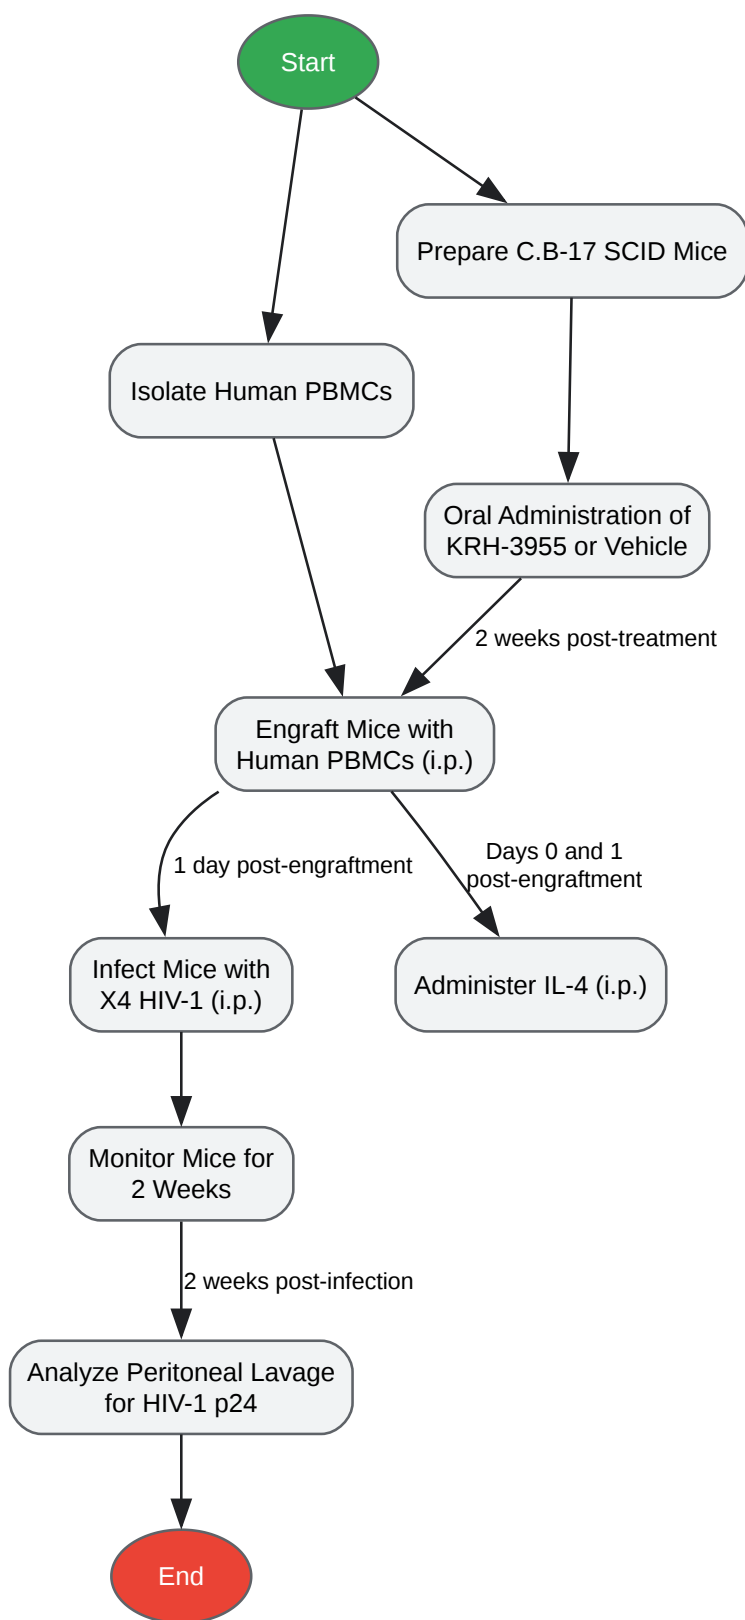 Start
Prepare C.B-17 SCID Mice
Isolate Human PBMCs
Oral Administration of
KRH-3955 or Vehicle
2 weeks post-treatment
Engraft Mice with
Human PBMCs (i.p.)
1 day post-engraftment
Days 0 and 1
post-engraftment
Infect Mice with
X4 HIV-1 (i.p.)
Administer IL-4 (i.p.)
Monitor Mice for
2 Weeks
2 weeks post-infection
Analyze Peritoneal Lavage
for HIV-1 p24
End